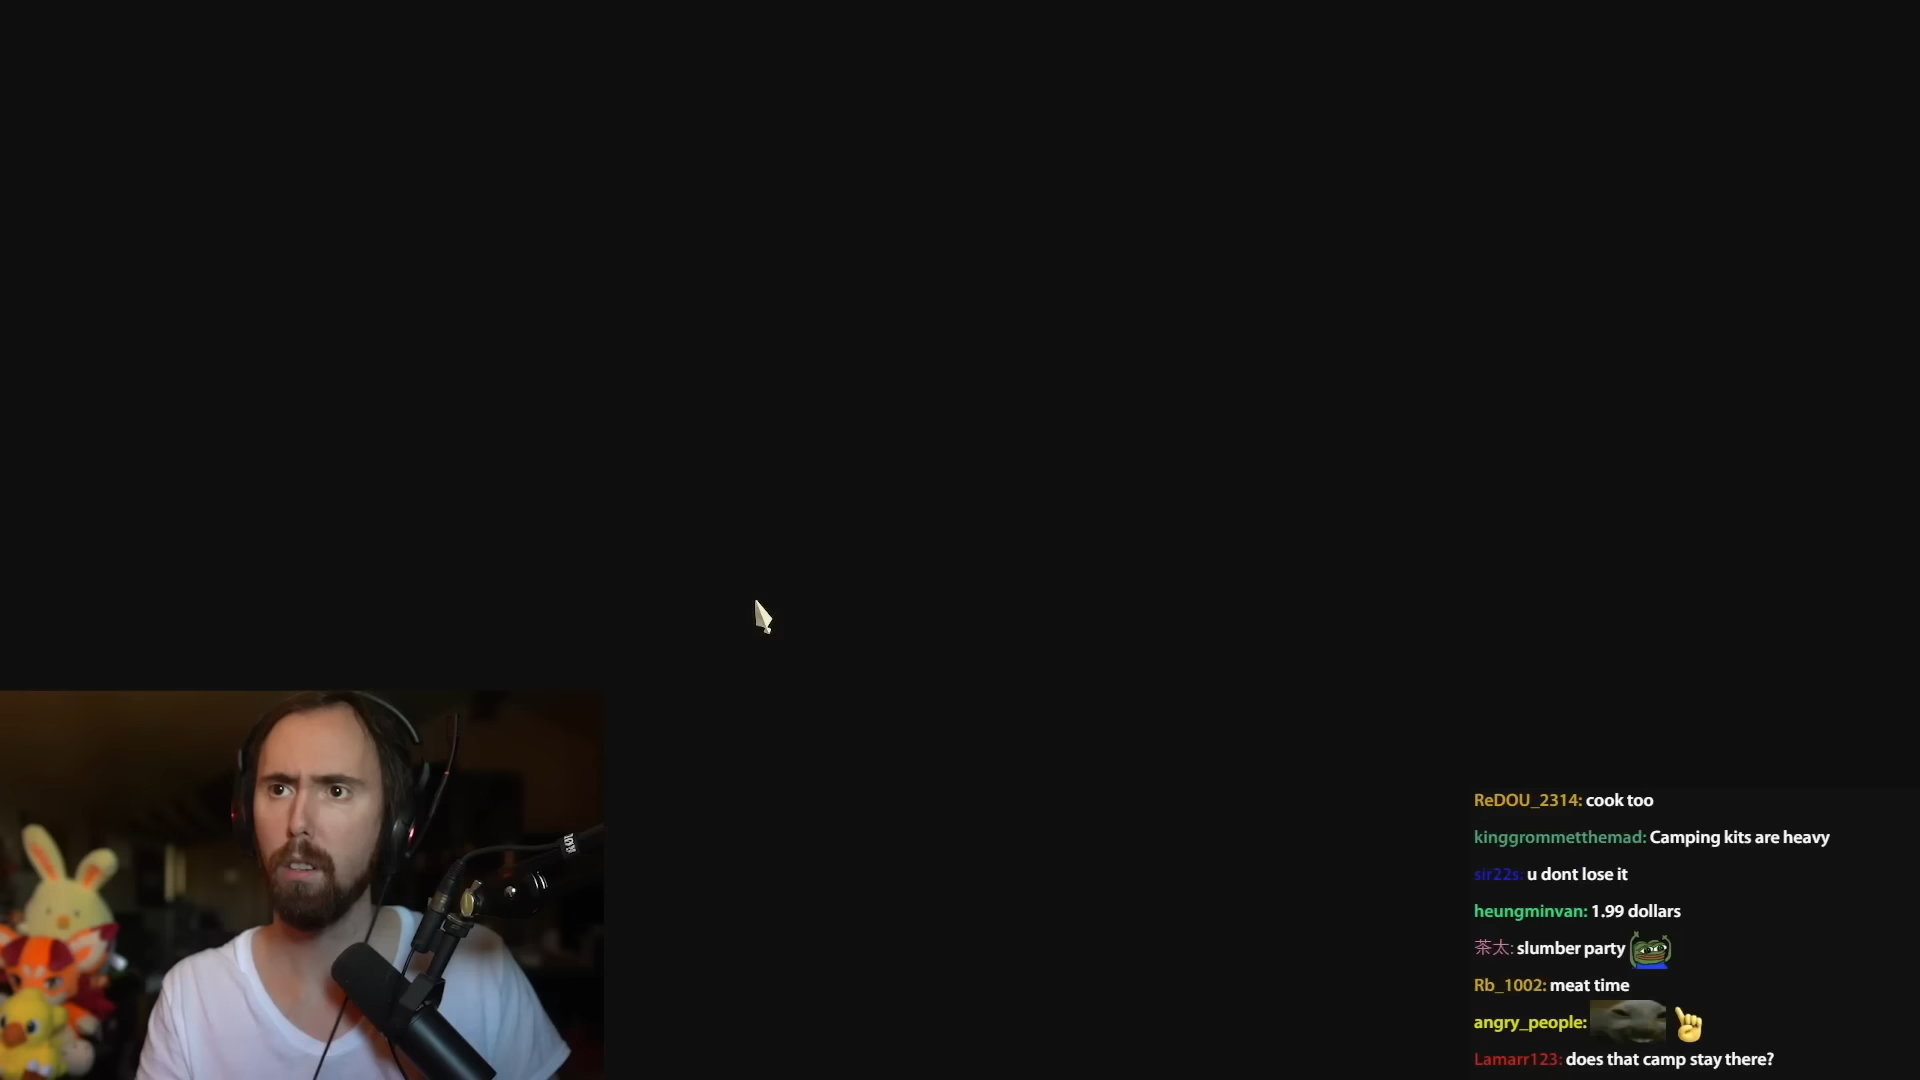 ReDOU_2314: cook too
kinggrommetthemad: Camping kits are heavy
sir22s: u dont lose it
heungminvan: 1.99 dollars
茶太: slumber party
Rb_1002: meat time
angry_people:
Lamarr123: does that camp stay there?